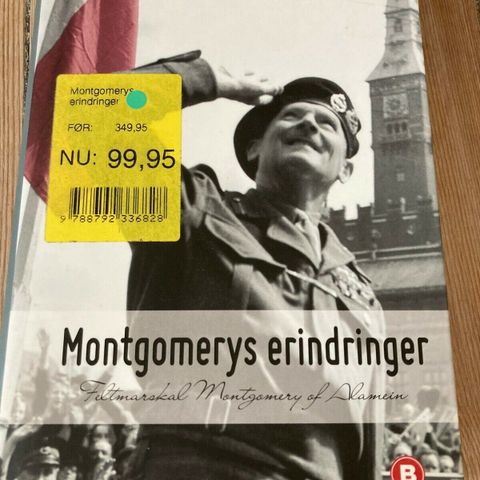 Montgomerys
erindringer
FØR: 349,95
NU: 99,95
9 788792 336828
Montgomerys erindringer
Feltmarskal Montgomery of Alamein
B